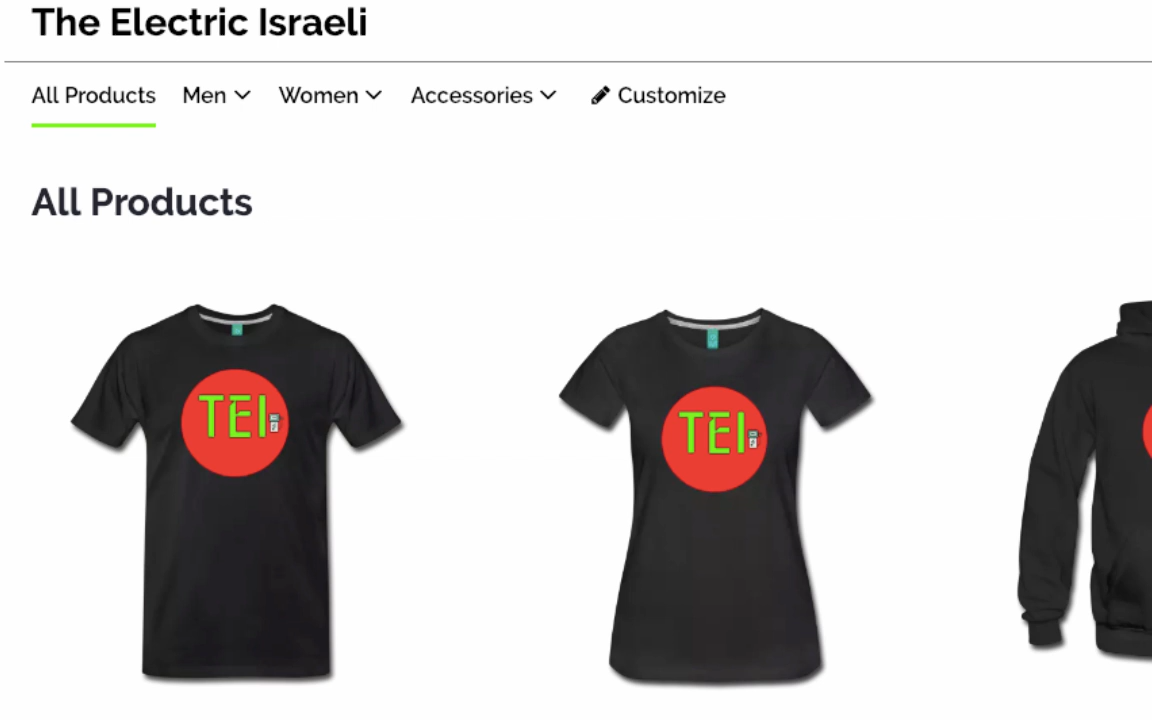 The Electric Israeli
All Products Men Women Accessories Customize
All Products
TEI TEI